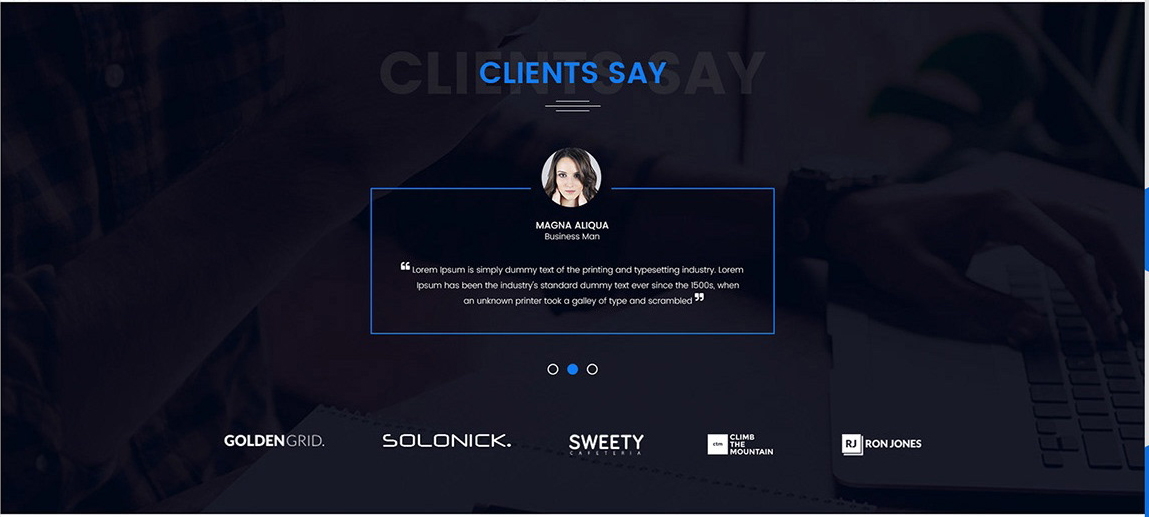 CLIENTS SAY
CLIENTS SAY
MAGNA ALIQUA
Business Man
❝ Lorem Ipsum is simply dummy text of the printing and typesetting industry. Lorem
Ipsum has been the industry's standard dummy text ever since the 1500s, when
an unknown printer took a galley of type and scrambled ❞
GOLDENGRID.
SOLONICK.
SWEETY
CAFETERIA
ctm
CLIMB
THE
MOUNTAIN
RJ
RON JONES